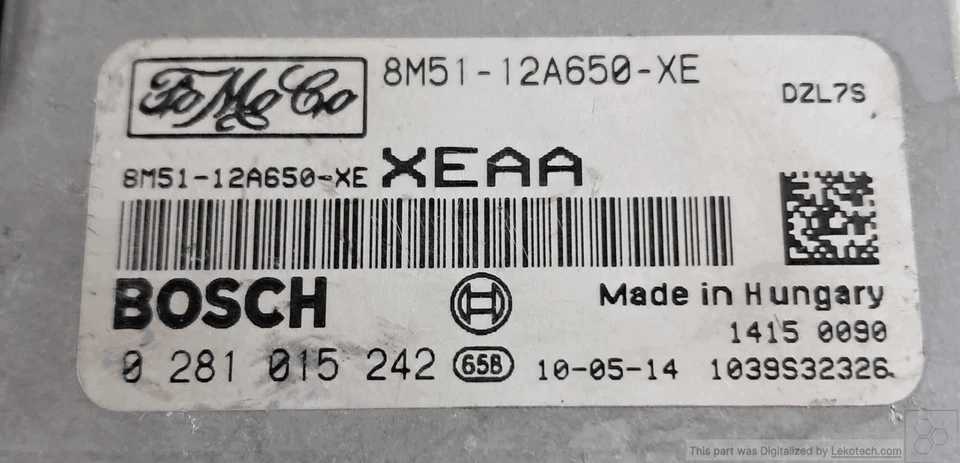 FoMoCo
8M51-12A650-XE
DZL7S
8M51-12A650-XE XEAA
BOSCH
Made in Hungary
1415 0090
0 281 015 242 65B 10-05-14 1039S32326
This part was Digitalized by Lekotech.com